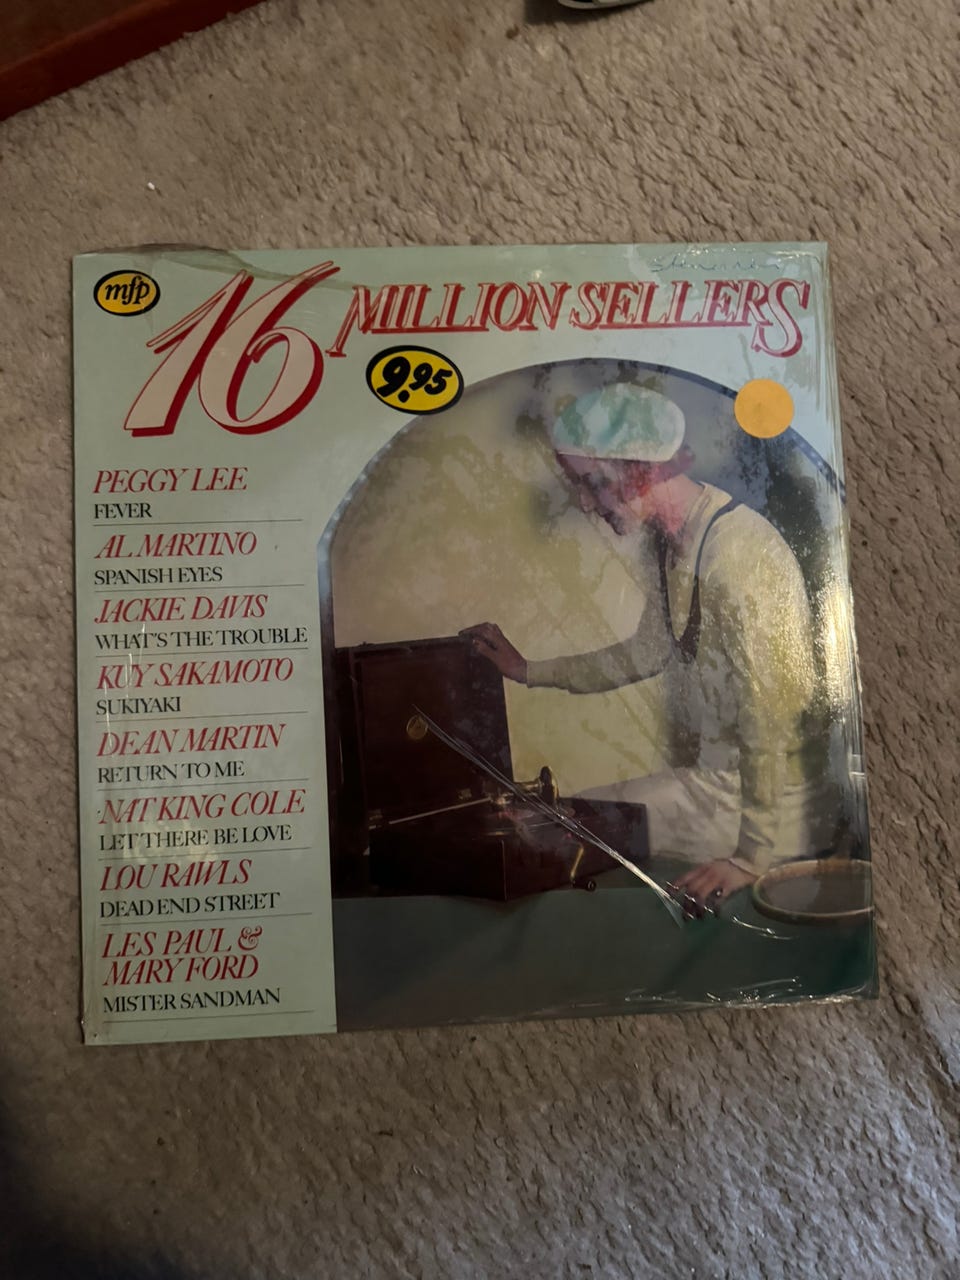 mfp
16 MILLION SELLERS
9.95
PEGGY LEE
FEVER
AL MARTINO
SPANISH EYES
JACKIE DAVIS
WHAT'S THE TROUBLE
KUY SAKAMOTO
SUKIYAKI
DEAN MARTIN
RETURN TO ME
NAT KING COLE
LET THERE BE LOVE
LOU RAWLS
DEAD END STREET
LES PAUL &
MARY FORD
MISTER SANDMAN